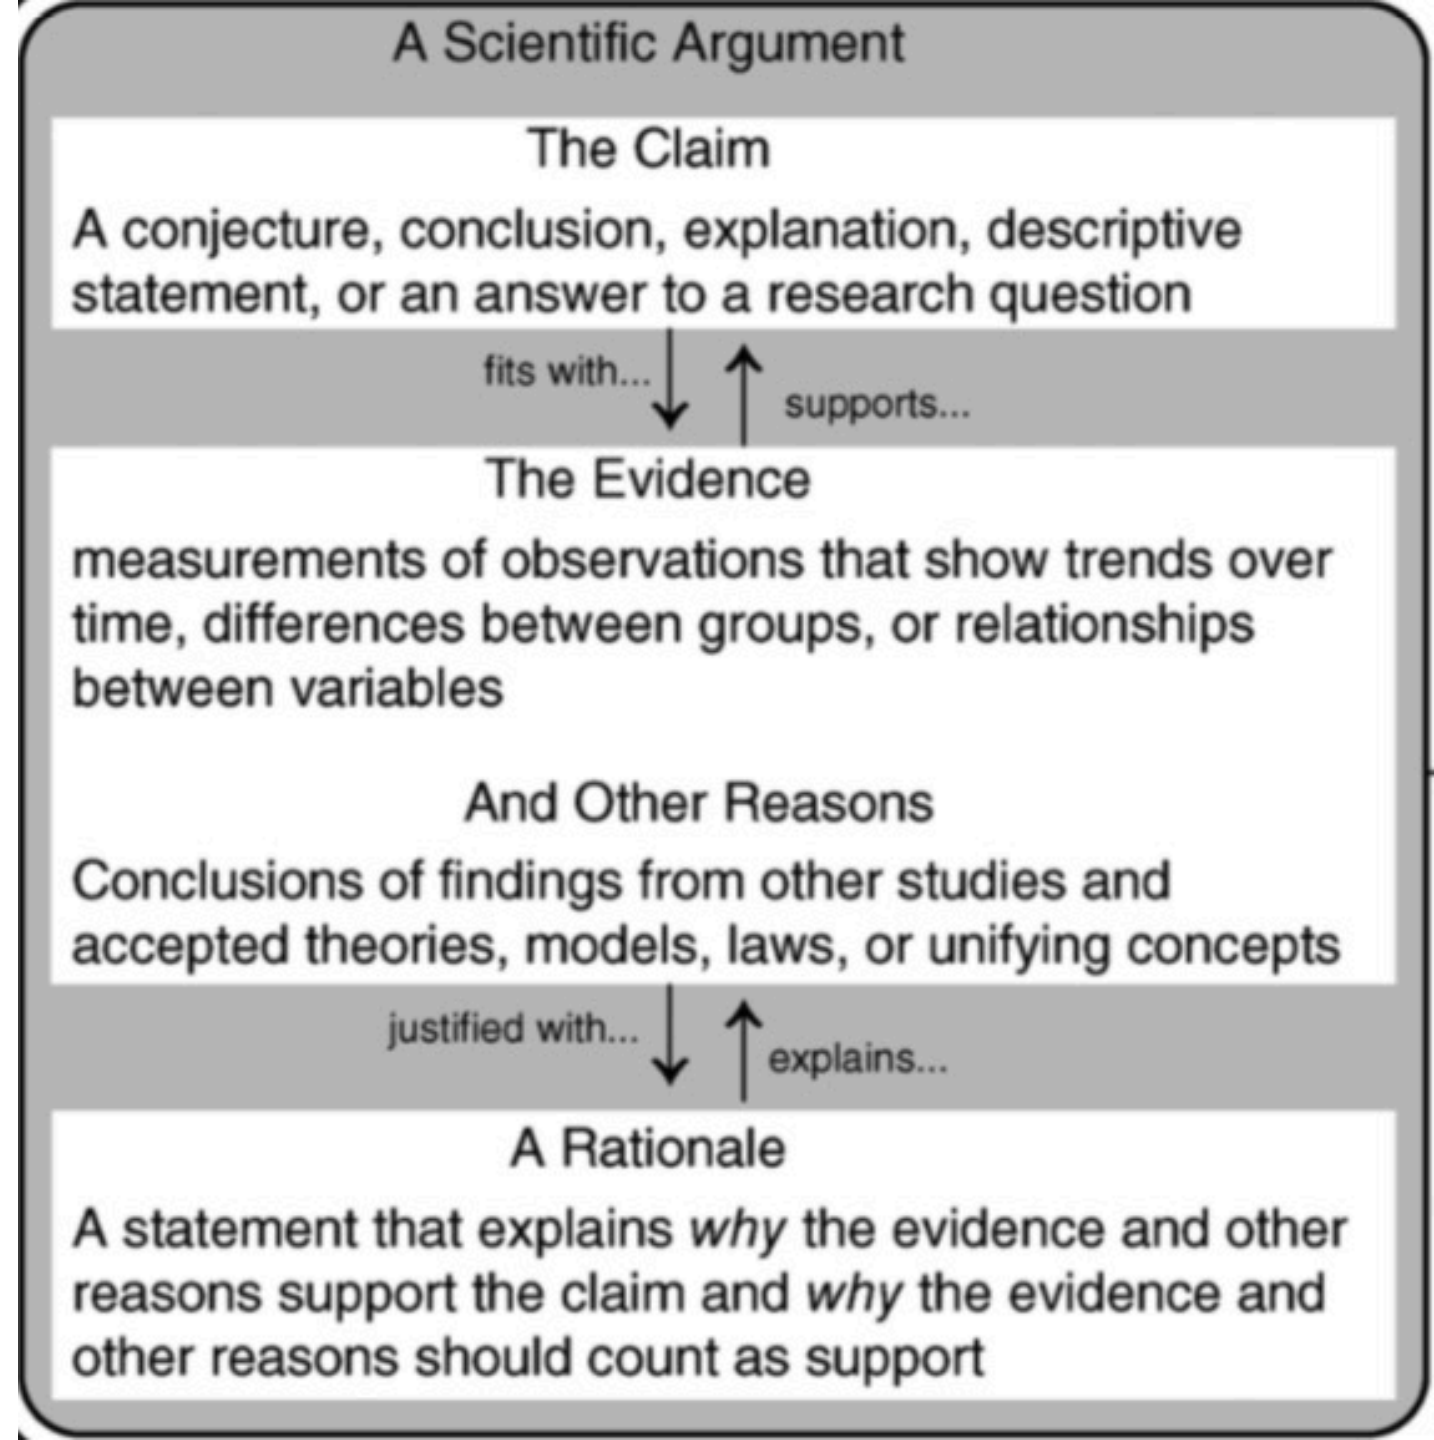 A Scientific Argument
The Claim
A conjecture, conclusion, explanation, descriptive
statement, or an answer to a research question
fits with...
supports...
The Evidence
measurements of observations that show trends over
time, differences between groups, or relationships
between variables
And Other Reasons
Conclusions of findings from other studies and
accepted theories, models, laws, or unifying concepts
justified with...
explains...
A Rationale
A statement that explains why the evidence and other
reasons support the claim and why the evidence and
other reasons should count as support